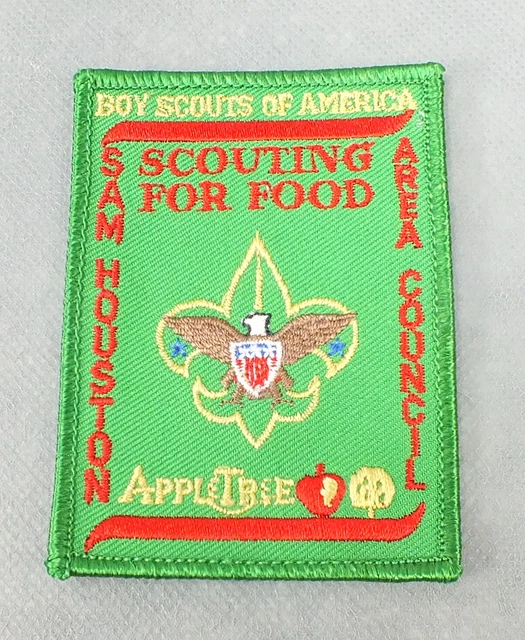 BOY SCOUTS OF AMERICA
SCOUTING
FOR FOOD
SAM HOUSTON
AREA COUNCIL
APPLETREE